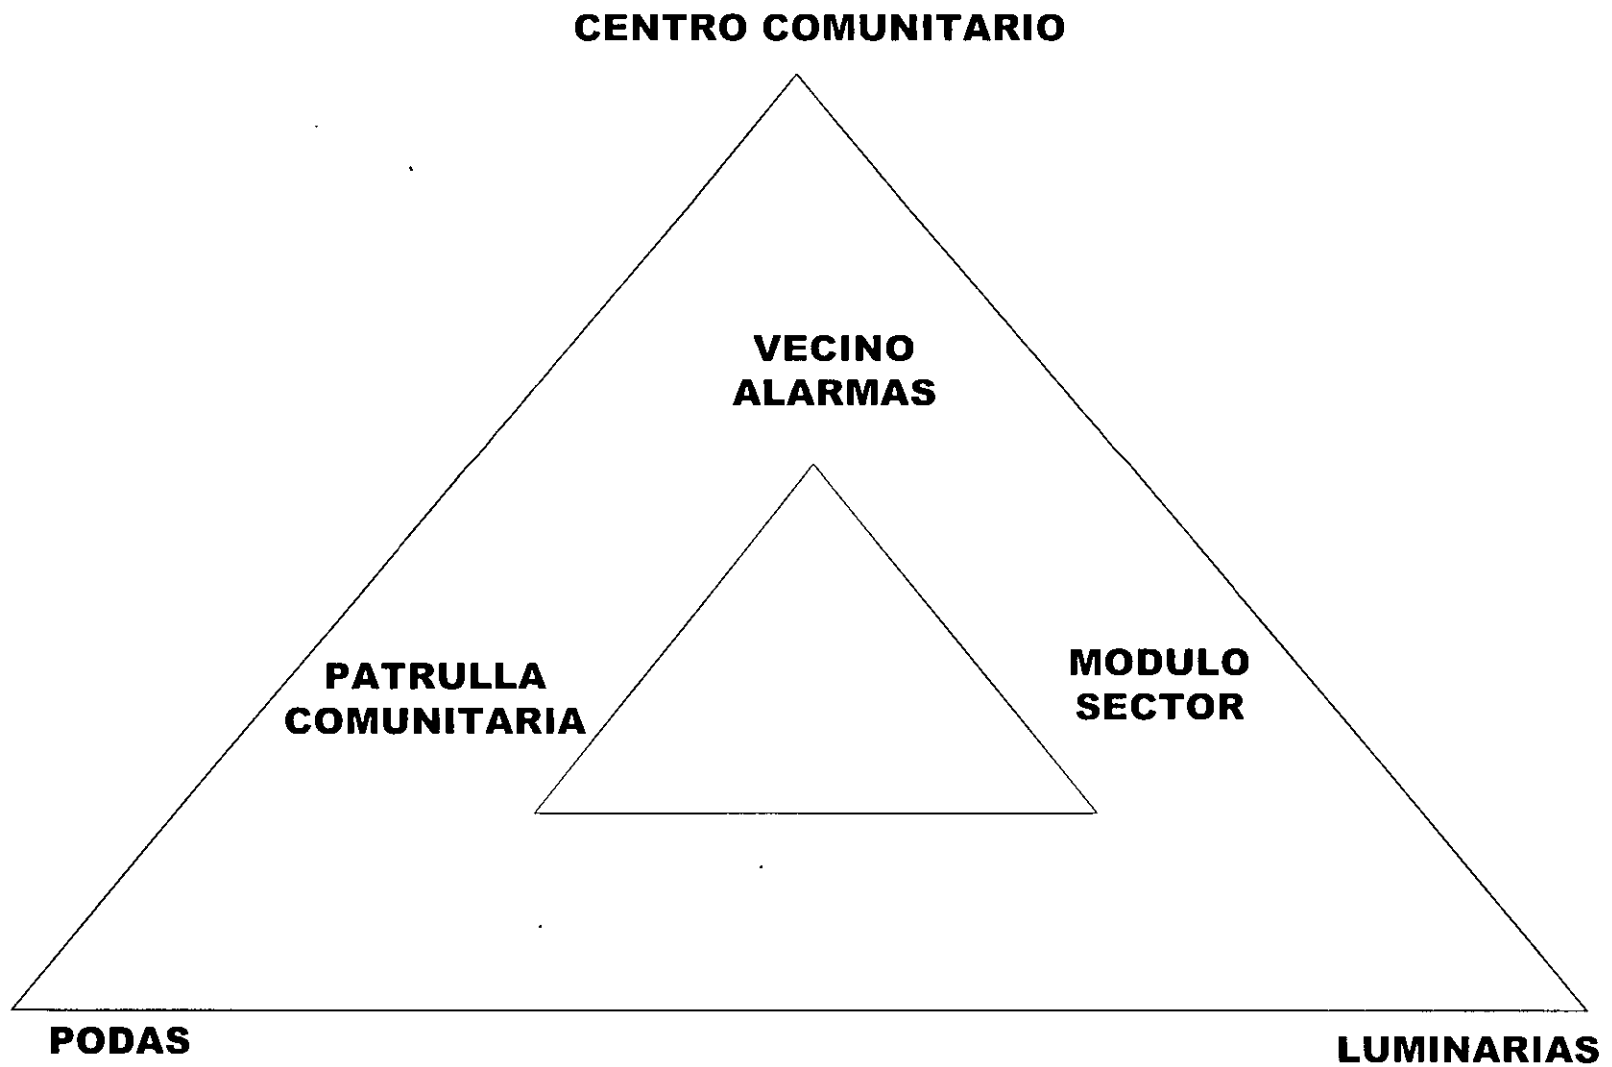 CENTRO COMUNITARIO
VECINO
ALARMAS
PATRULLA
COMUNITARIA
MODULO
SECTOR
PODAS
LUMINARIAS